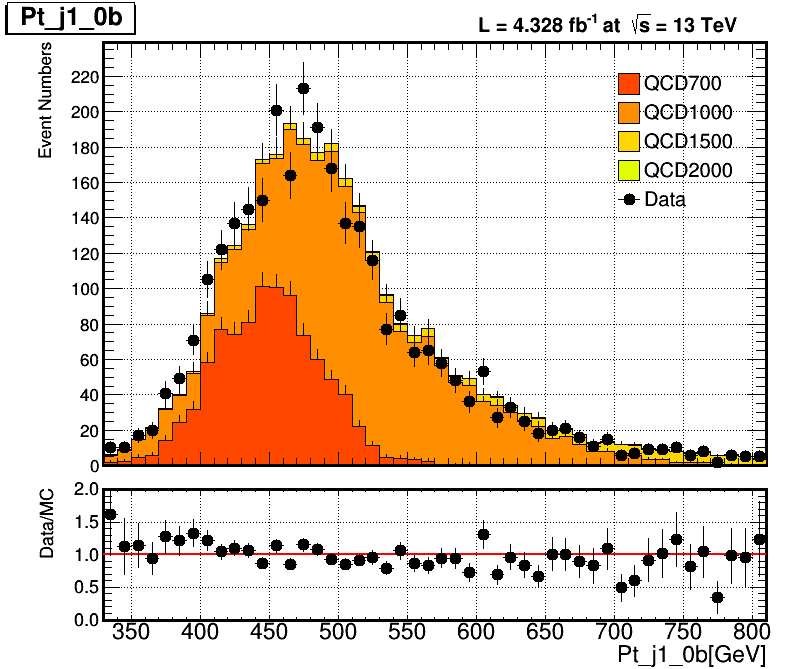 Pt_j1_0b
L = 4.328 fb-1 at √s = 13 TeV
Event Numbers
220
200
180
160
140
120
100
80
60
40
20
0
QCD700
QCD1000
QCD1500
QCD2000
Data
Data/MC
2.0
1.5
1.0
0.5
0.0
350 400 450 500 550 600 650 700 750 800
Pt_j1_0b[GeV]